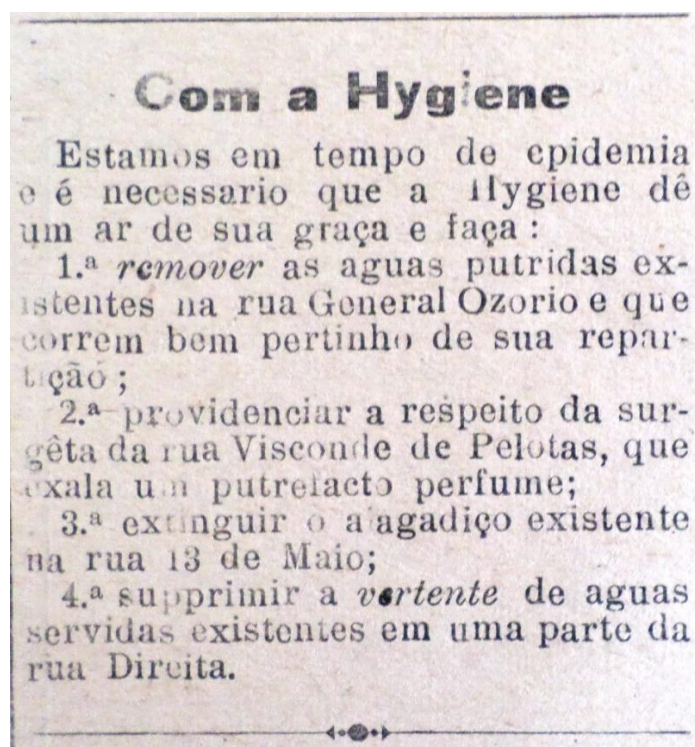 Com a Hygiene
Estamos em tempo de epidemia
e é necessario que a Hygiene dê
um ar de sua graça e faça :
1.ª remover as aguas putridas ex-
istentes na rua General Ozorio e que
correm bem pertinho de sua repar-
tição ;
2.ª providenciar a respeito da sur-
gêta da rua Visconde de Pelotas, que
exala um putrefacto perfume;
3.ª extinguir o alagadiço existente
na rua 13 de Maio;
4.ª supprimir a vertente de aguas
servidas existentes em uma parte da
rua Direita.